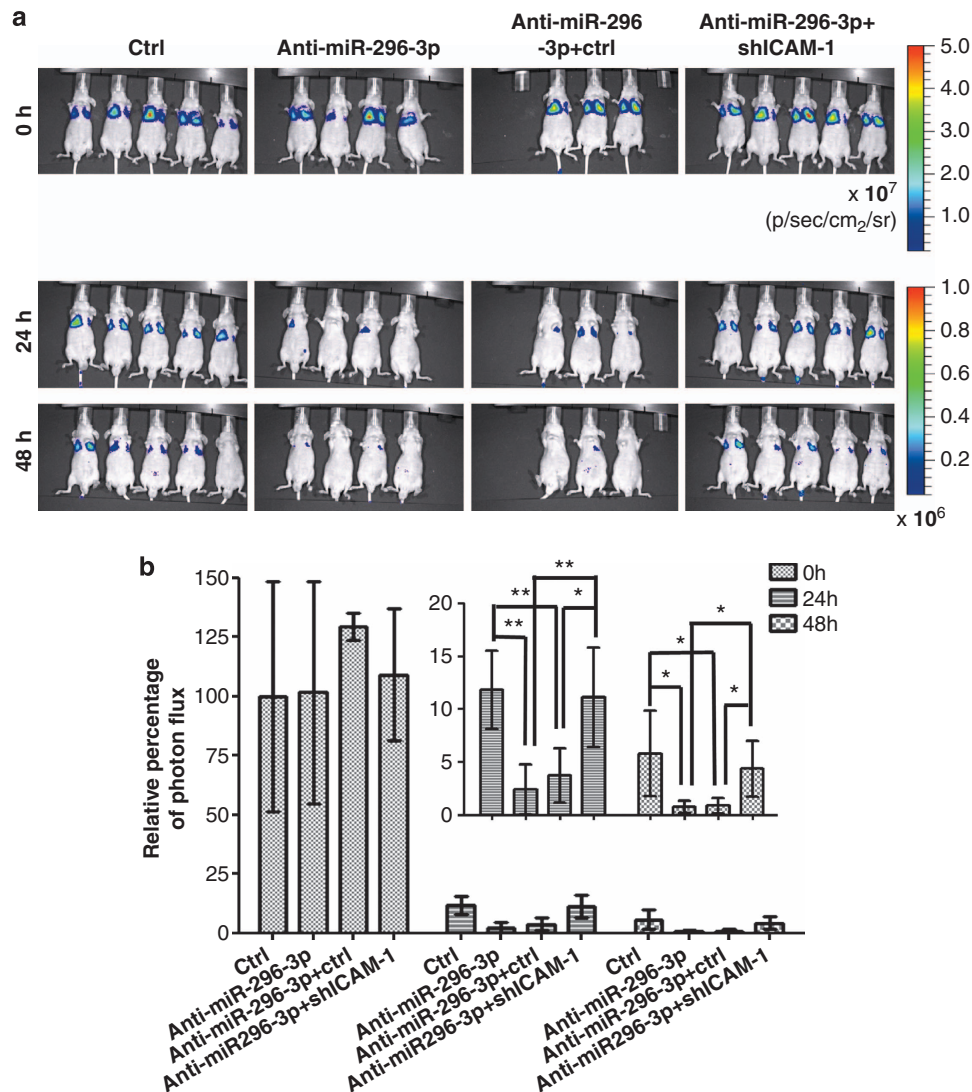 a
Ctrl
Anti-miR-296-3p
Anti-miR-296
-3p+ctrl
Anti-miR-296-3p+
shICAM-1
0 h
5.0
4.0
3.0
2.0
1.0
x 10⁷
(p/sec/cm₂/sr)
24 h
48 h
1.0
0.8
0.6
0.4
0.2
x 10⁶
b
Relative percentage
of photon flux
150
125
100
75
50
25
0
20
15
10
5
0
**
**
**
*
*
*
*
*
0h
24h
48h
Ctrl
Anti-miR-296-3p
Anti-miR-296-3p+ctrl
Anti-miR296-3p+shICAM-1
Ctrl
Anti-miR-296-3p
Anti-miR-296-3p+ctrl
Anti-miR296-3p+shICAM-1
Ctrl
Anti-miR-296-3p
Anti-miR-296-3p+ctrl
Anti-miR296-3p+shICAM-1